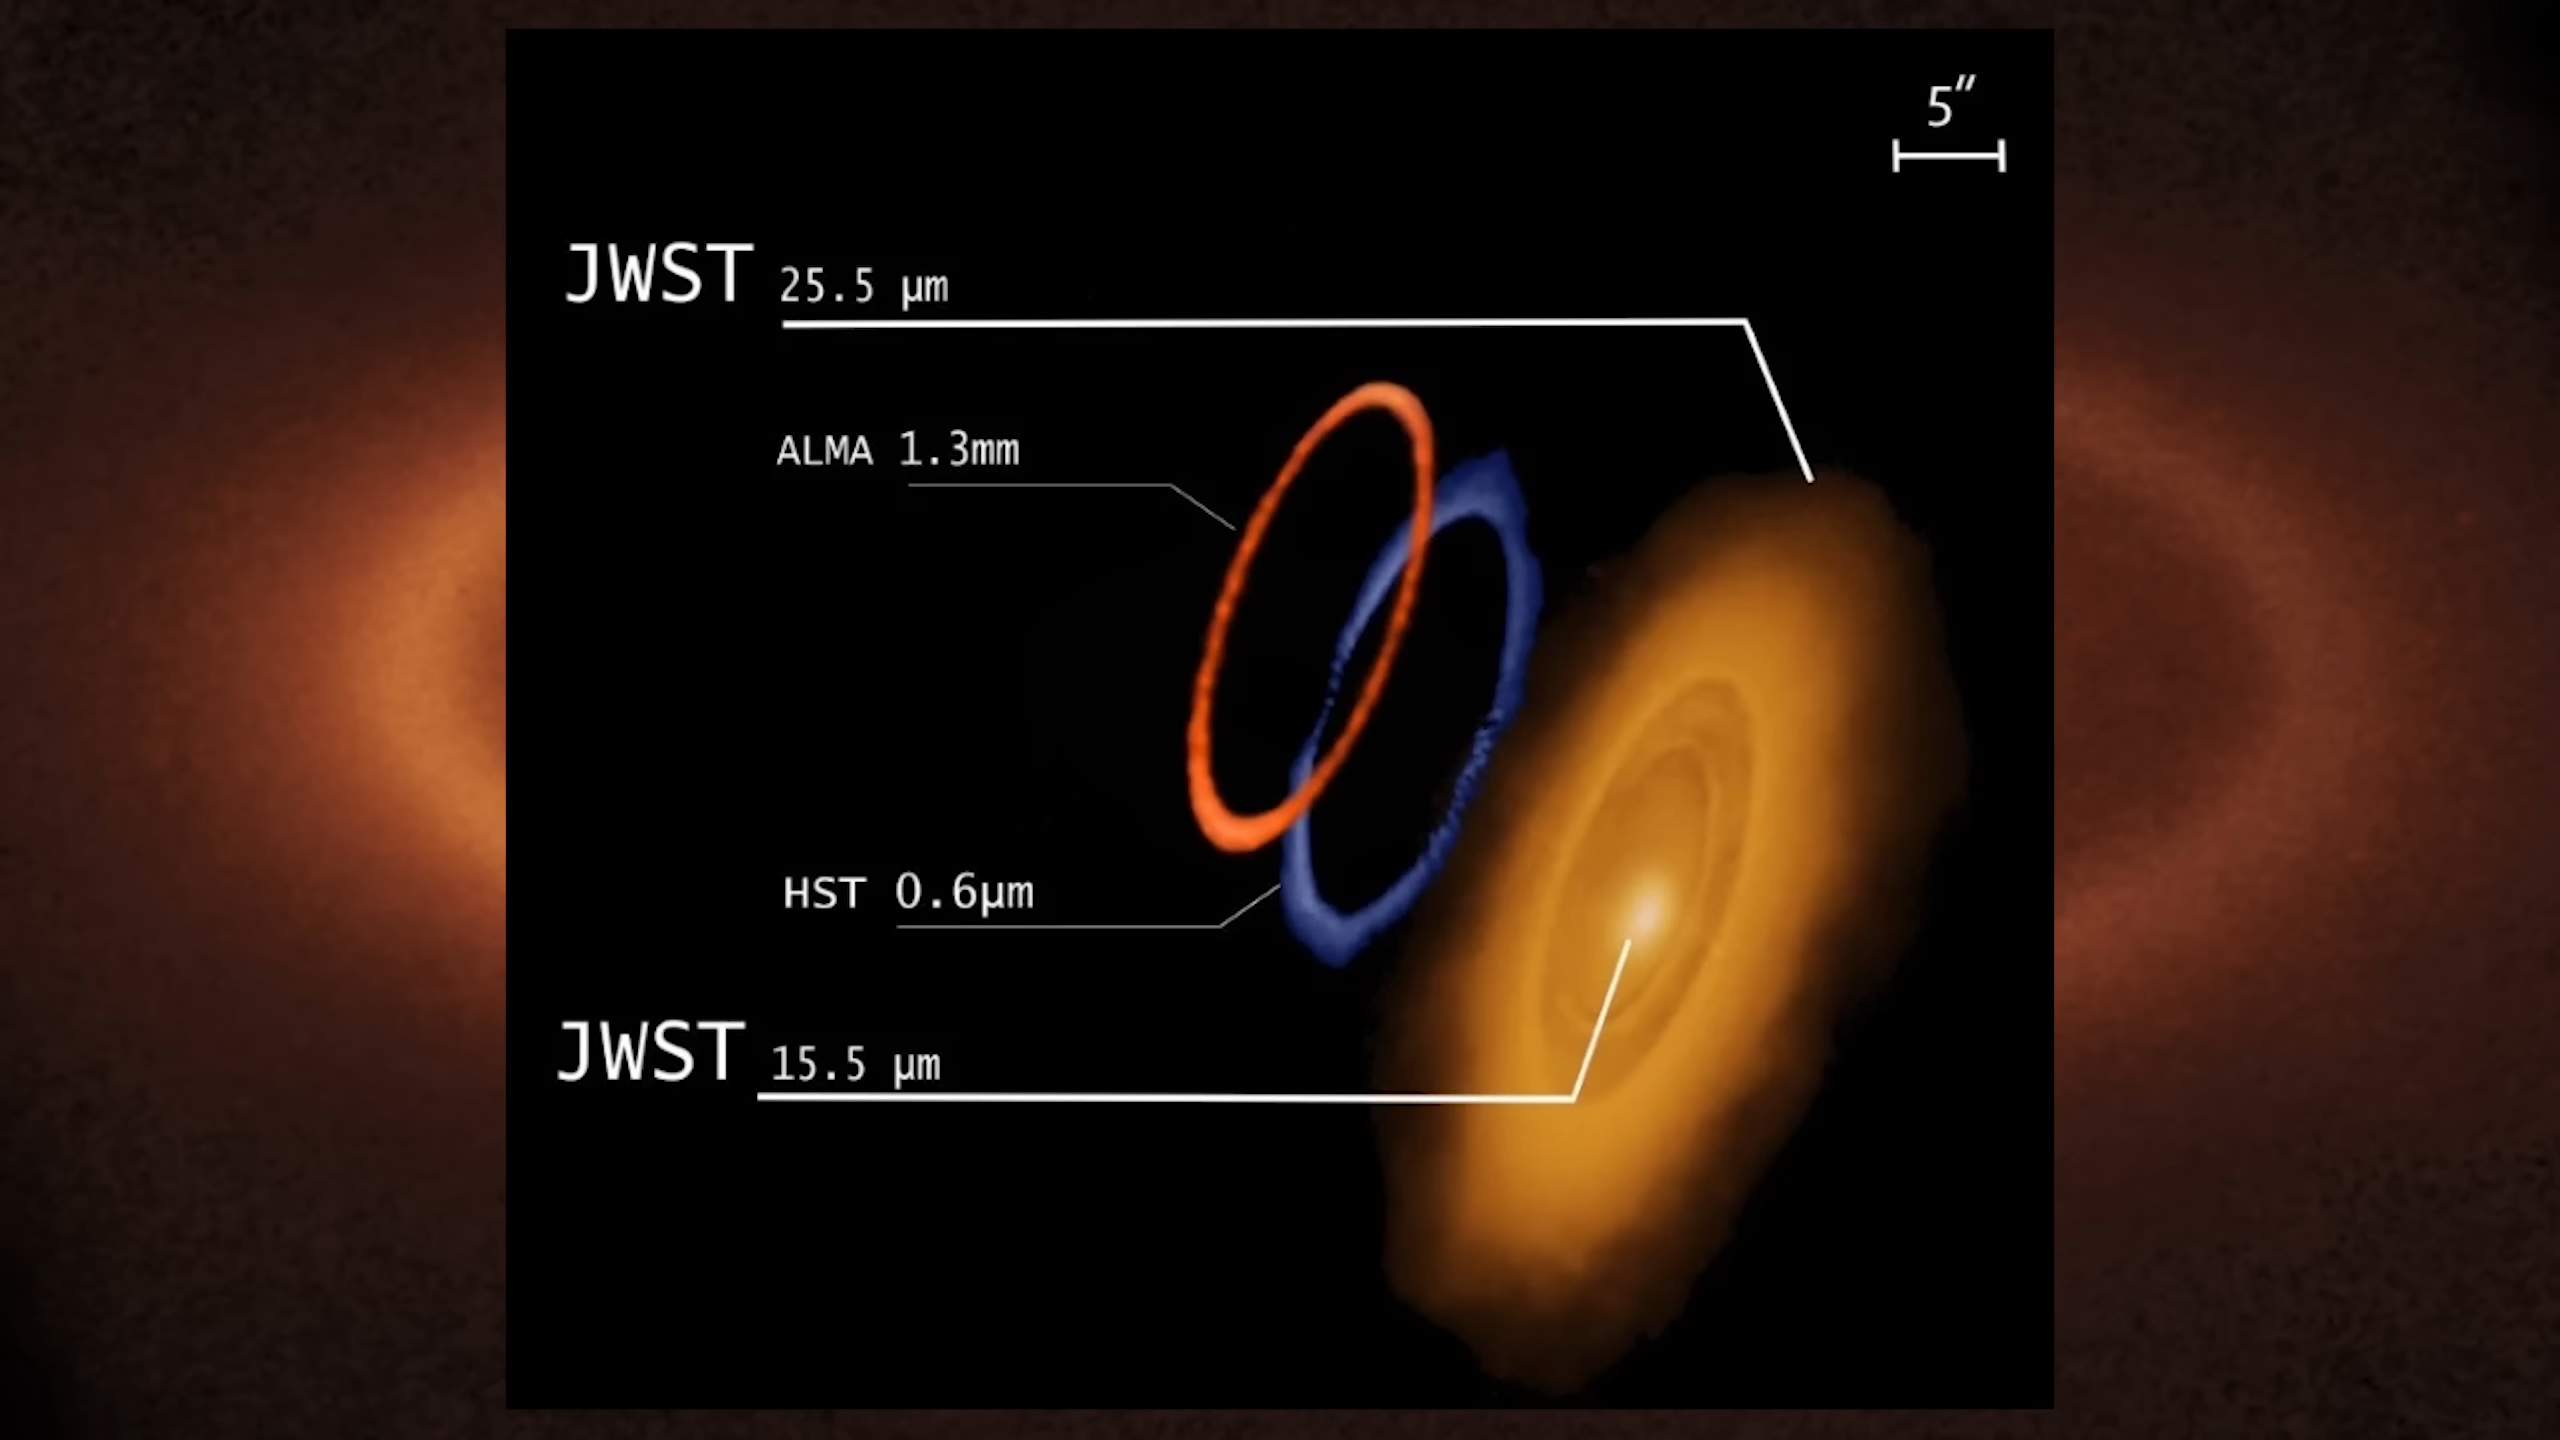 5″
JWST 25.5 µm
ALMA 1.3mm
HST 0.6µm
JWST 15.5 µm